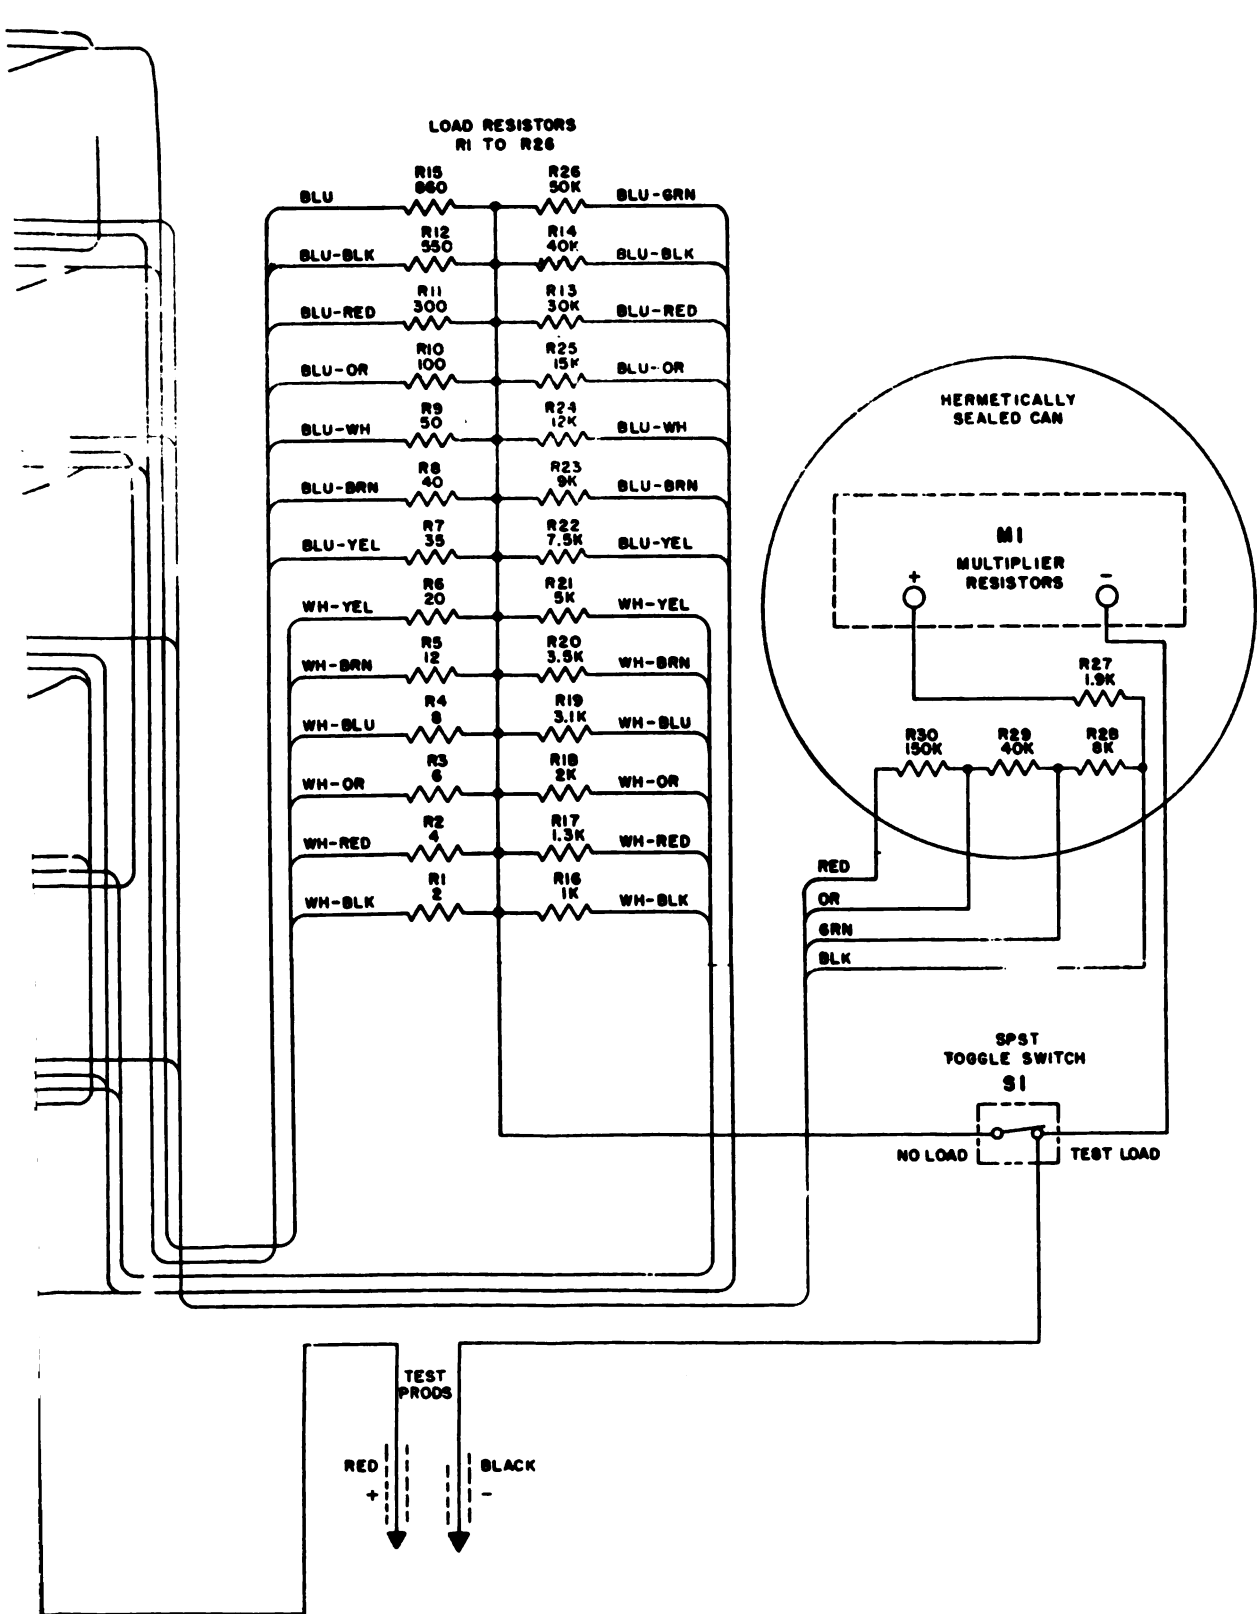 LOAD RESISTORS
R1 TO R26
BLU
R15
860
R26
50K
BLU-GRN
BLU-BLK
R12
550
R14
40K
BLU-BLK
BLU-RED
R11
300
R13
30K
BLU-RED
BLU-OR
R10
100
R25
15K
BLU-OR
BLU-WH
R9
50
R24
12K
BLU-WH
BLU-BRN
R8
40
R23
9K
BLU-BRN
BLU-YEL
R7
35
R22
7.5K
BLU-YEL
WH-YEL
R6
20
R21
5K
WH-YEL
WH-BRN
R5
12
R20
3.5K
WH-BRN
WH-BLU
R4
8
R19
3.1K
WH-BLU
WH-OR
R3
6
R18
2K
WH-OR
WH-RED
R2
4
R17
1.3K
WH-RED
WH-BLK
R1
2
R16
1K
WH-BLK
HERMETICALLY
SEALED CAN
M1
MULTIPLIER
RESISTORS
+
-
R27
1.9K
R30
150K
R29
40K
R28
8K
RED
OR
GRN
BLK
SPST
TOGGLE SWITCH
S1
NO LOAD
TEST LOAD
TEST
PRODS
RED
+
BLACK
-